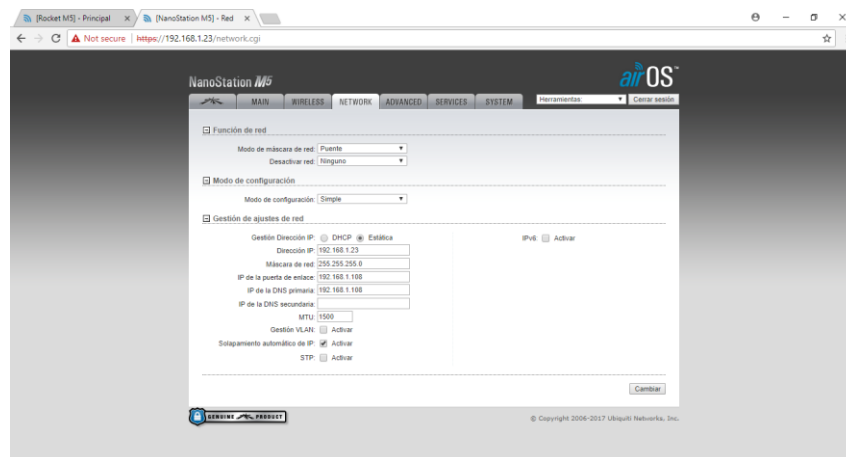 [Rocket M5] - Principal
[NanoStation M5] - Red
Not secure | https://192.168.1.23/network.cgi
NanoStation M5
airOS™
MAIN WIRELESS NETWORK ADVANCED SERVICES SYSTEM Herramientas: Cerrar sesión
Función de red
Modo de máscara de red: Puente
Desactivar red: Ninguno
Modo de configuración
Modo de configuración: Simple
Gestión de ajustes de red
Gestión Dirección IP: DHCP Estática
IPv6: Activar
Dirección IP: 192.168.1.23
Máscara de red: 255.255.255.0
IP de la puerta de enlace: 192.168.1.108
IP de la DNS primaria: 192.168.1.108
IP de la DNS secundaria:
MTU: 1500
Gestión VLAN: Activar
Solapamiento automático de IP: Activar
STP: Activar
Cambiar
GENUINE PRODUCT
© Copyright 2006-2017 Ubiquiti Networks, Inc.